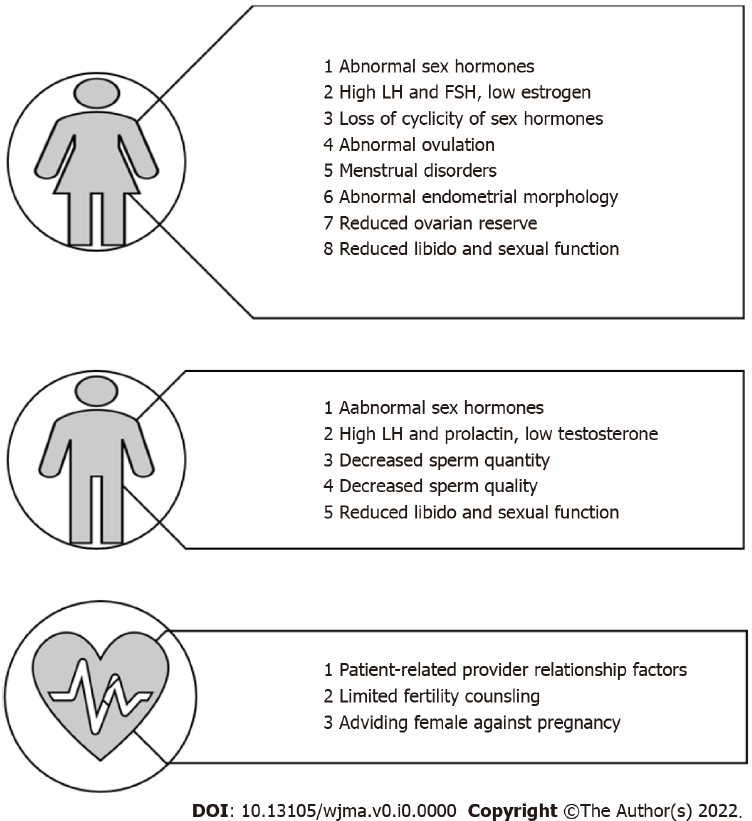 1 Abnormal sex hormones
2 High LH and FSH, low estrogen
3 Loss of cyclicity of sex hormones
4 Abnormal ovulation
5 Menstrual disorders
6 Abnormal endometrial morphology
7 Reduced ovarian reserve
8 Reduced libido and sexual function
1 Aabnormal sex hormones
2 High LH and prolactin, low testosterone
3 Decreased sperm quantity
4 Decreased sperm quality
5 Reduced libido and sexual function
1 Patient-related provider relationship factors
2 Limited fertility counsling
3 Adviding female against pregnancy
DOI: 10.13105/wjma.v0.i0.0000 Copyright ©The Author(s) 2022.